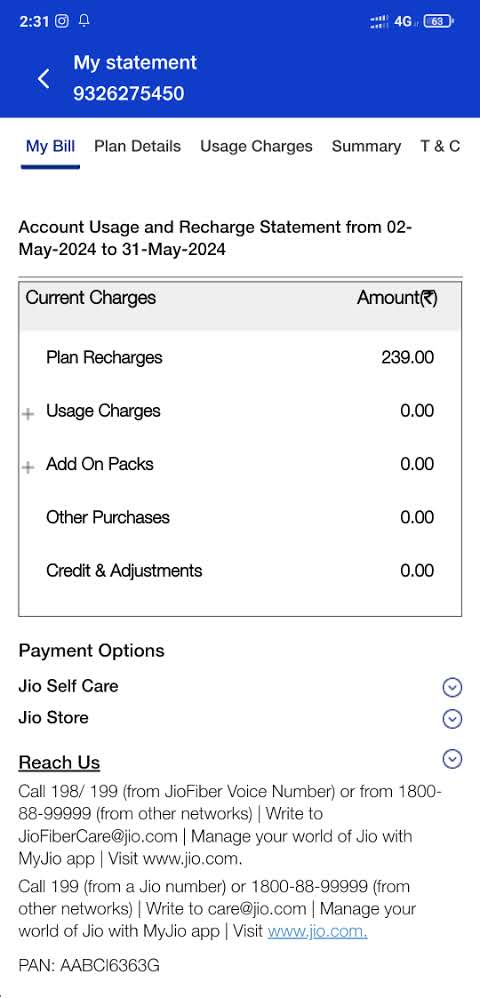 2:31 4G 63
My statement
9326275450
My Bill Plan Details Usage Charges Summary T & C
Account Usage and Recharge Statement from 02-
May-2024 to 31-May-2024
Current Charges Amount(₹)
Plan Recharges 239.00
+ Usage Charges 0.00
+ Add On Packs 0.00
Other Purchases 0.00
Credit & Adjustments 0.00
Payment Options
Jio Self Care
Jio Store
Reach Us
Call 198/ 199 (from JioFiber Voice Number) or from 1800-
88-99999 (from other networks) | Write to
JioFiberCare@jio.com | Manage your world of Jio with
MyJio app | Visit www.jio.com.
Call 199 (from a Jio number) or 1800-88-99999 (from
other networks) | Write to care@jio.com | Manage your
world of Jio with MyJio app | Visit www.jio.com.
PAN: AABCI6363G